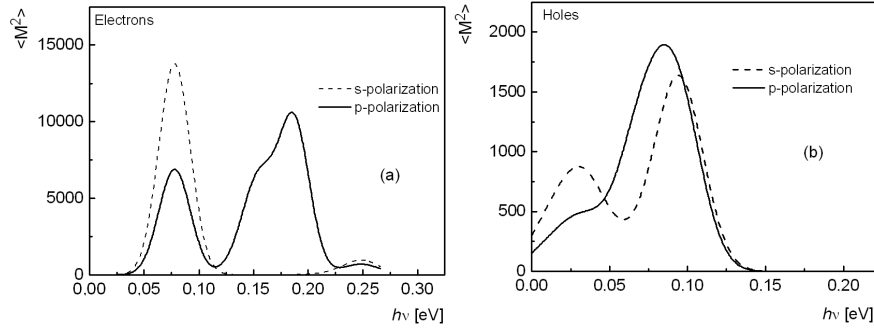 Electrons
<M²>
15000
10000
5000
0
0.00 0.05 0.10 0.15 0.20 0.25 0.30
hν [eV]
s-polarization
p-polarization
(a)
Holes
<M²>
2000
1500
1000
500
0
0.00 0.05 0.10 0.15 0.20
hν [eV]
s-polarization
p-polarization
(b)